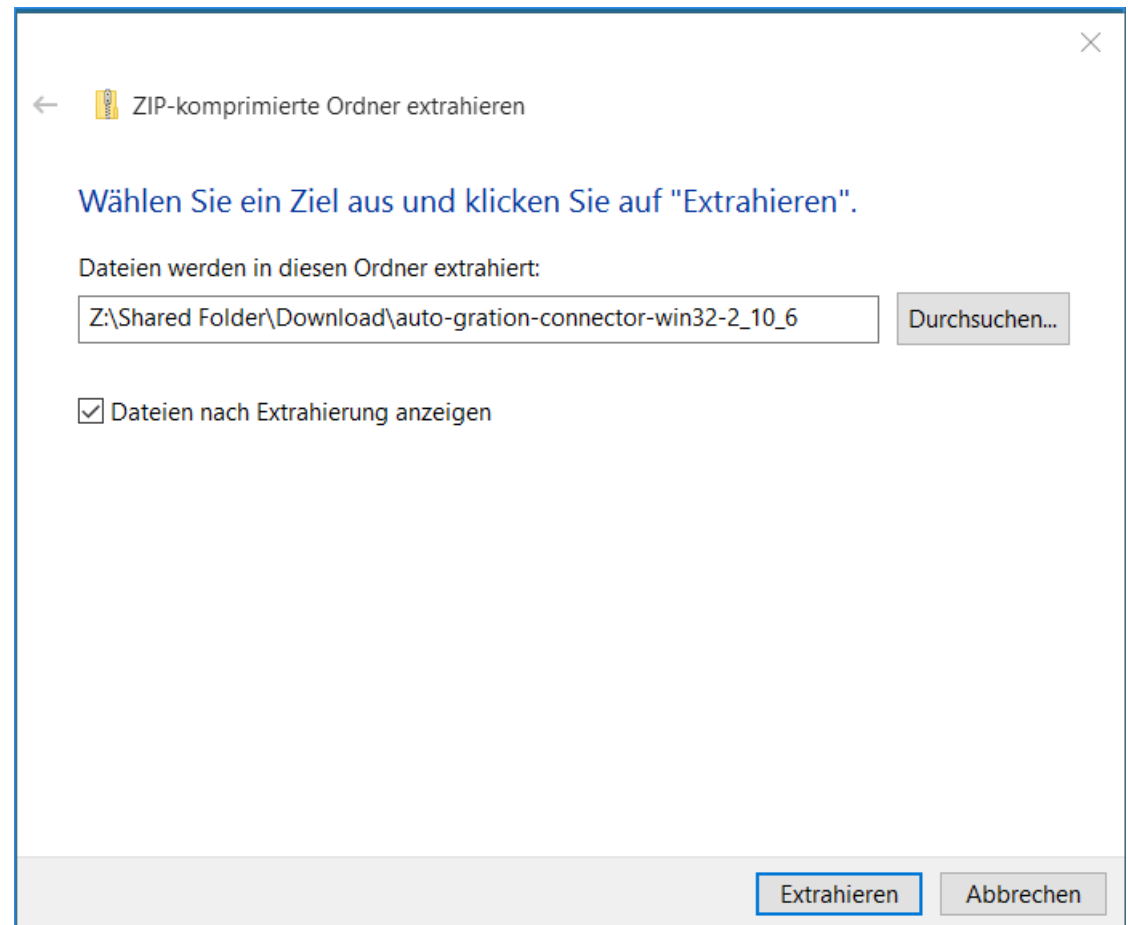 ZIP-komprimierte Ordner extrahieren
Wählen Sie ein Ziel aus und klicken Sie auf "Extrahieren".
Dateien werden in diesen Ordner extrahiert:
Z:\Shared Folder\Download\auto-gration-connector-win32-2_10_6
Durchsuchen...
Dateien nach Extrahierung anzeigen
Extrahieren
Abbrechen